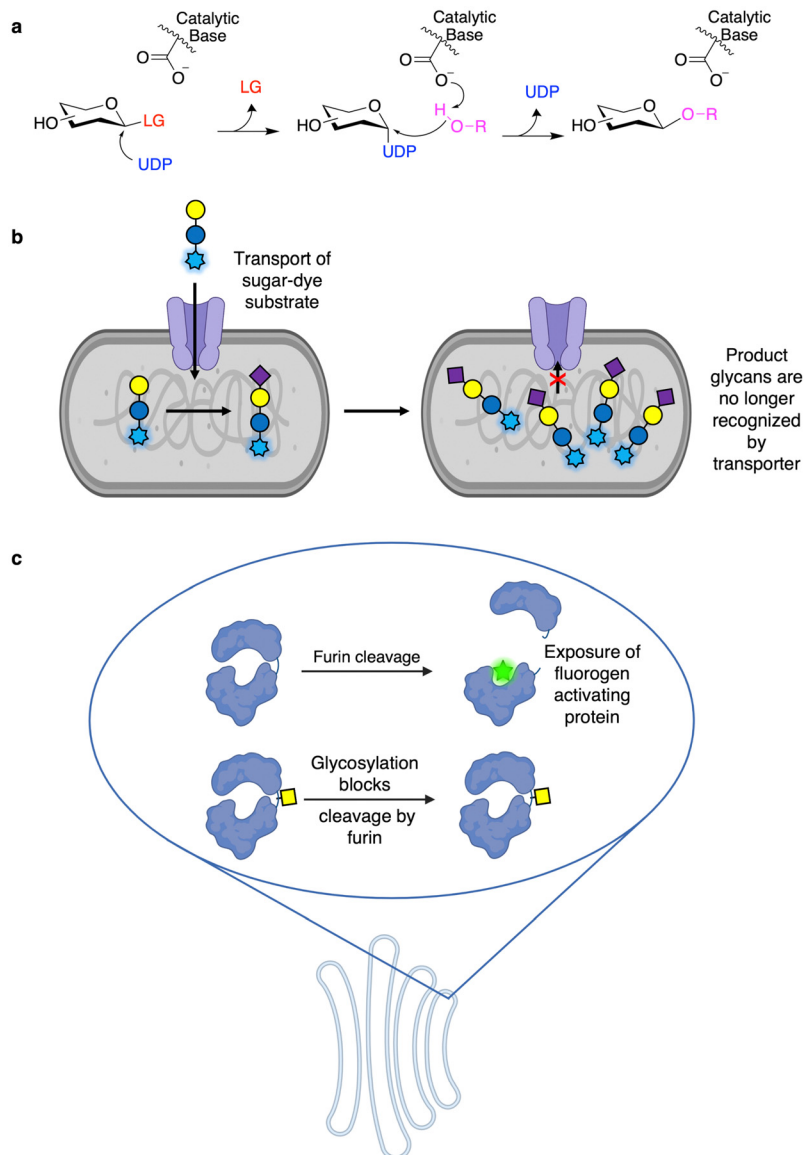 a
Catalytic
Base
O
O⁻
O
HO
LG
UDP
LG
Catalytic
Base
O
O⁻
H
O-R
O
HO
UDP
UDP
Catalytic
Base
O
O⁻
O
HO
O-R
b
Transport of
sugar-dye
substrate
Product
glycans are
no longer
recognized
by
transporter
c
Furin cleavage
Exposure of
fluorogen
activating
protein
Glycosylation
blocks
cleavage by
furin